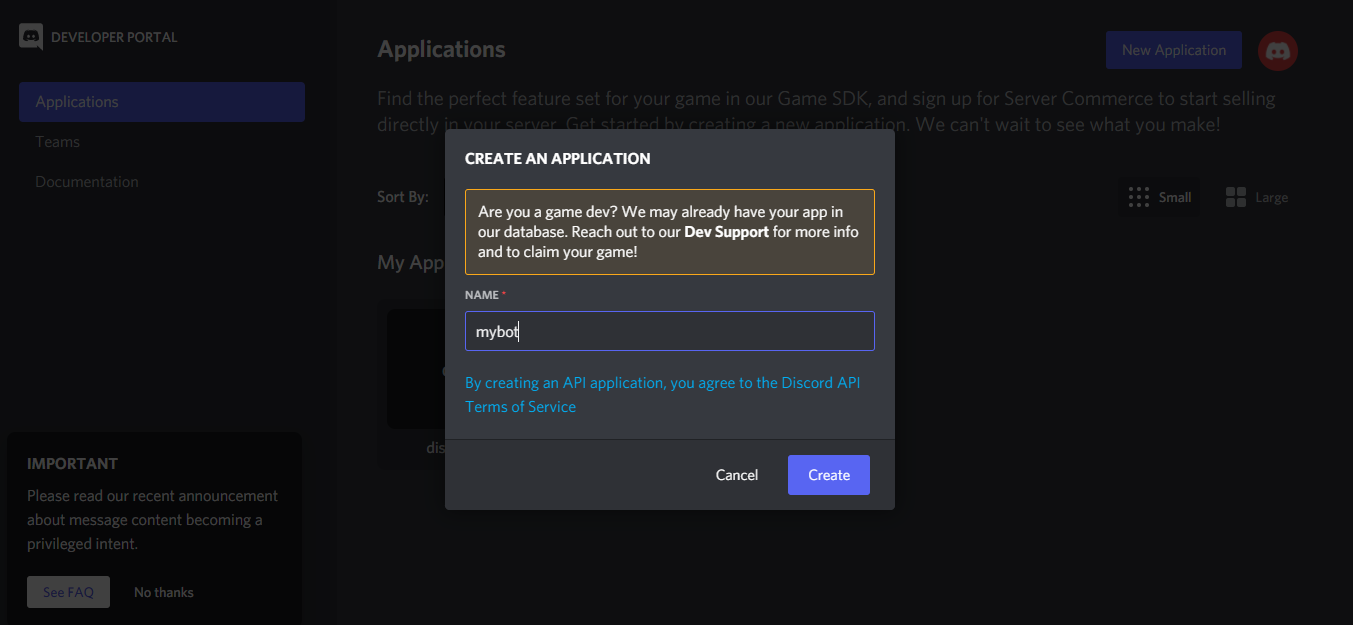 DEVELOPER PORTAL
Applications
Teams
Documentation
IMPORTANT
Please read our recent announcement
about message content becoming a
privileged intent.
See FAQ
No thanks
Applications
New Application
Find the perfect feature set for your game in our Game SDK, and sign up for Server Commerce to start selling
directly in your server. Get started by creating a new application. We can't wait to see what you make!
Sort By:
Small
Large
My App
dis
CREATE AN APPLICATION
Are you a game dev? We may already have your app in
our database. Reach out to our Dev Support for more info
and to claim your game!
NAME *
mybot
By creating an API application, you agree to the Discord API
Terms of Service
Cancel
Create